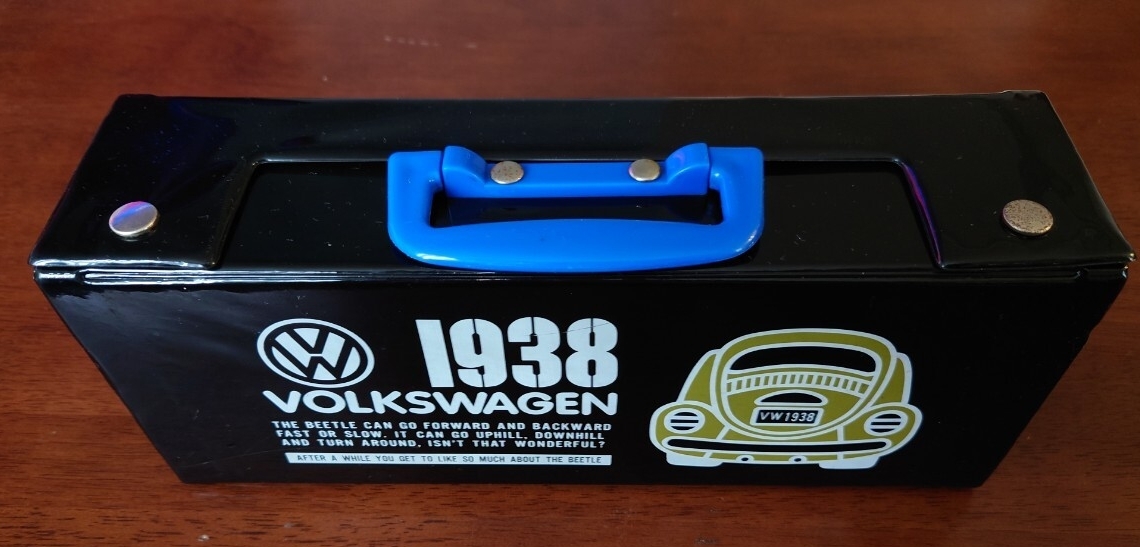 1938
VOLKSWAGEN
THE BEETLE CAN GO FORWARD AND BACKWARD
FAST OR SLOW. IT CAN GO UPHILL, DOWNHILL
AND TURN AROUND. ISN'T THAT WONDERFUL?
AFTER A WHILE YOU GET TO LIKE SO MUCH ABOUT THE BEETLE
VW1938